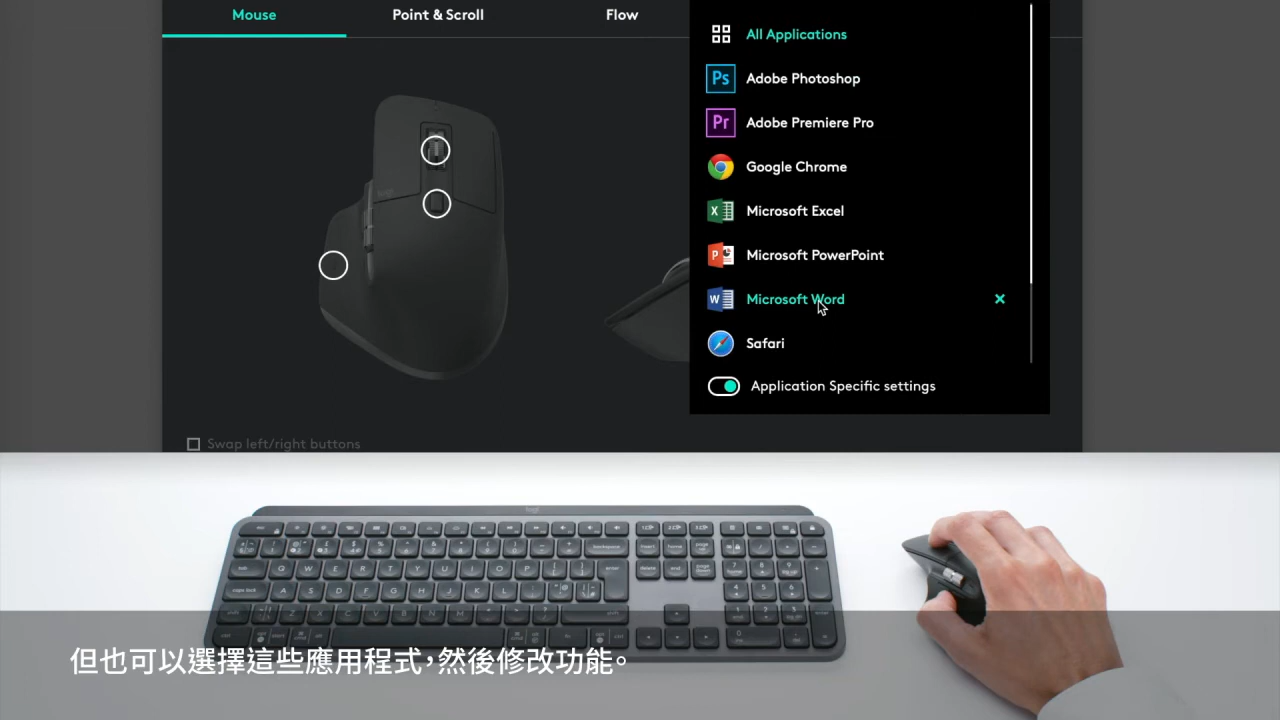 Mouse
Point & Scroll
Flow
All Applications
Adobe Photoshop
Adobe Premiere Pro
Google Chrome
Microsoft Excel
Microsoft PowerPoint
Microsoft Word
Safari
Application Specific settings
Swap left/right buttons
但也可以選擇這些應用程式,然後修改功能。